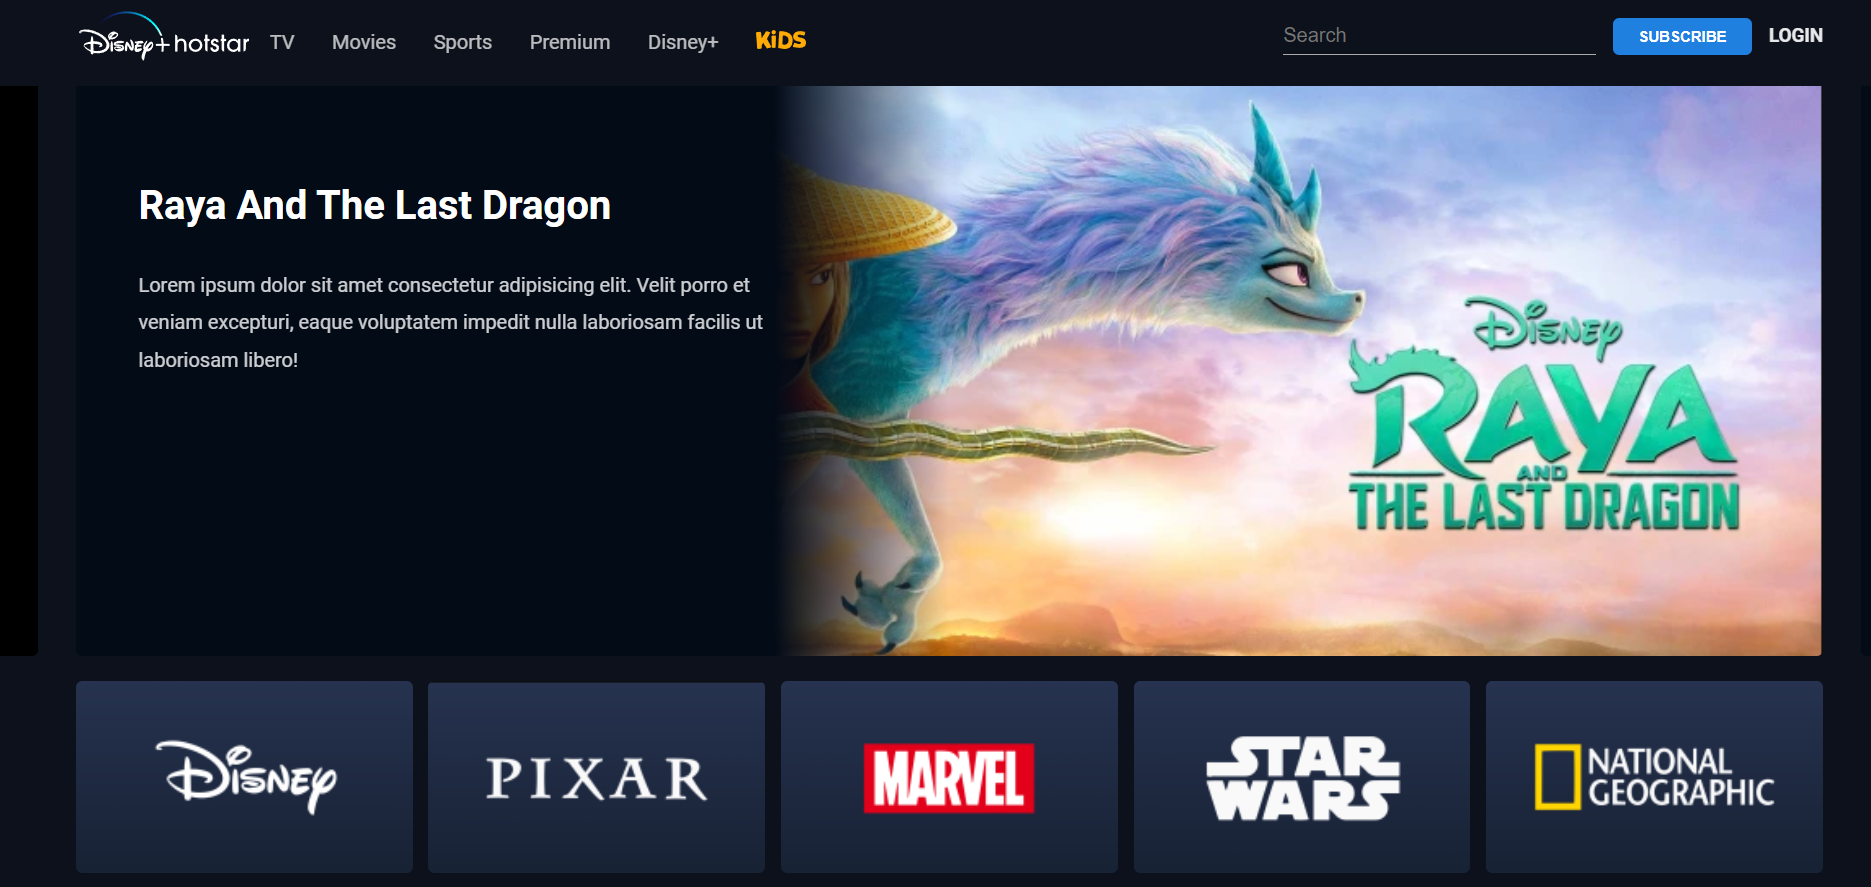 Disney+ hotstar TV Movies Sports Premium Disney+ KiDS Search SUBSCRIBE LOGIN
Raya And The Last Dragon
Lorem ipsum dolor sit amet consectetur adipisicing elit. Velit porro et
veniam excepturi, eaque voluptatem impedit nulla laboriosam facilis ut
laboriosam libero!
Disney
RAYA
AND
THE LAST DRAGON
Disney
PIXAR
MARVEL
STAR
WARS
NATIONAL
GEOGRAPHIC